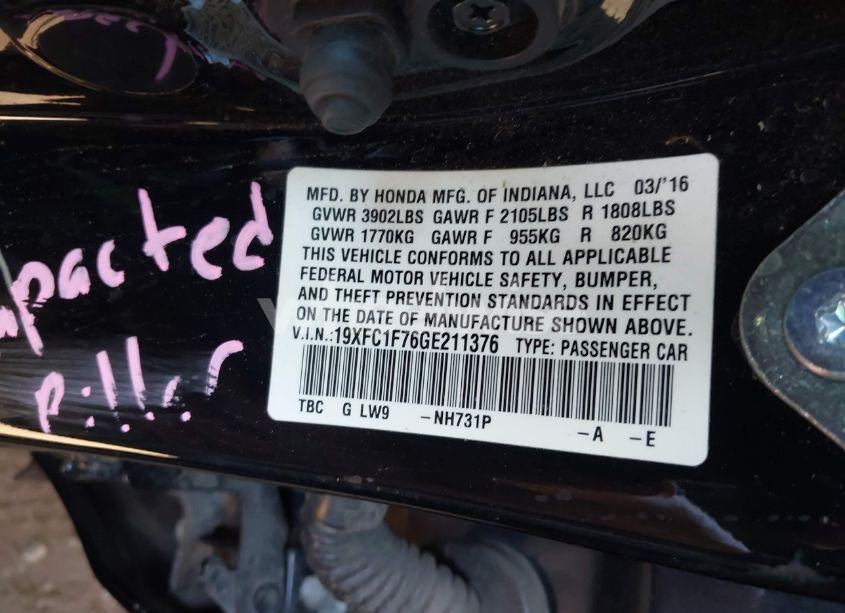 MFD. BY HONDA MFG. OF INDIANA, LLC 03/'16
GVWR 3902LBS GAWR F 2105LBS R 1808LBS
GVWR 1770KG GAWR F 955KG R 820KG
THIS VEHICLE CONFORMS TO ALL APPLICABLE
FEDERAL MOTOR VEHICLE SAFETY, BUMPER,
AND THEFT PREVENTION STANDARDS IN EFFECT
ON THE DATE OF MANUFACTURE SHOWN ABOVE.
V.I.N.:19XFC1F76GE211376 TYPE: PASSENGER CAR
TBC G LW9 -NH731P -A -E
pacted